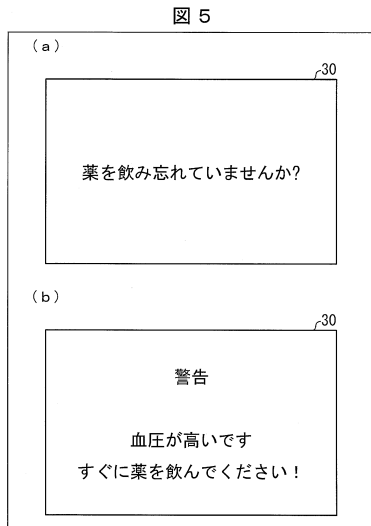 図５
(a)
30
薬を飲み忘れていませんか?
(b)
30
警告
血圧が高いです
すぐに薬を飲んでください！